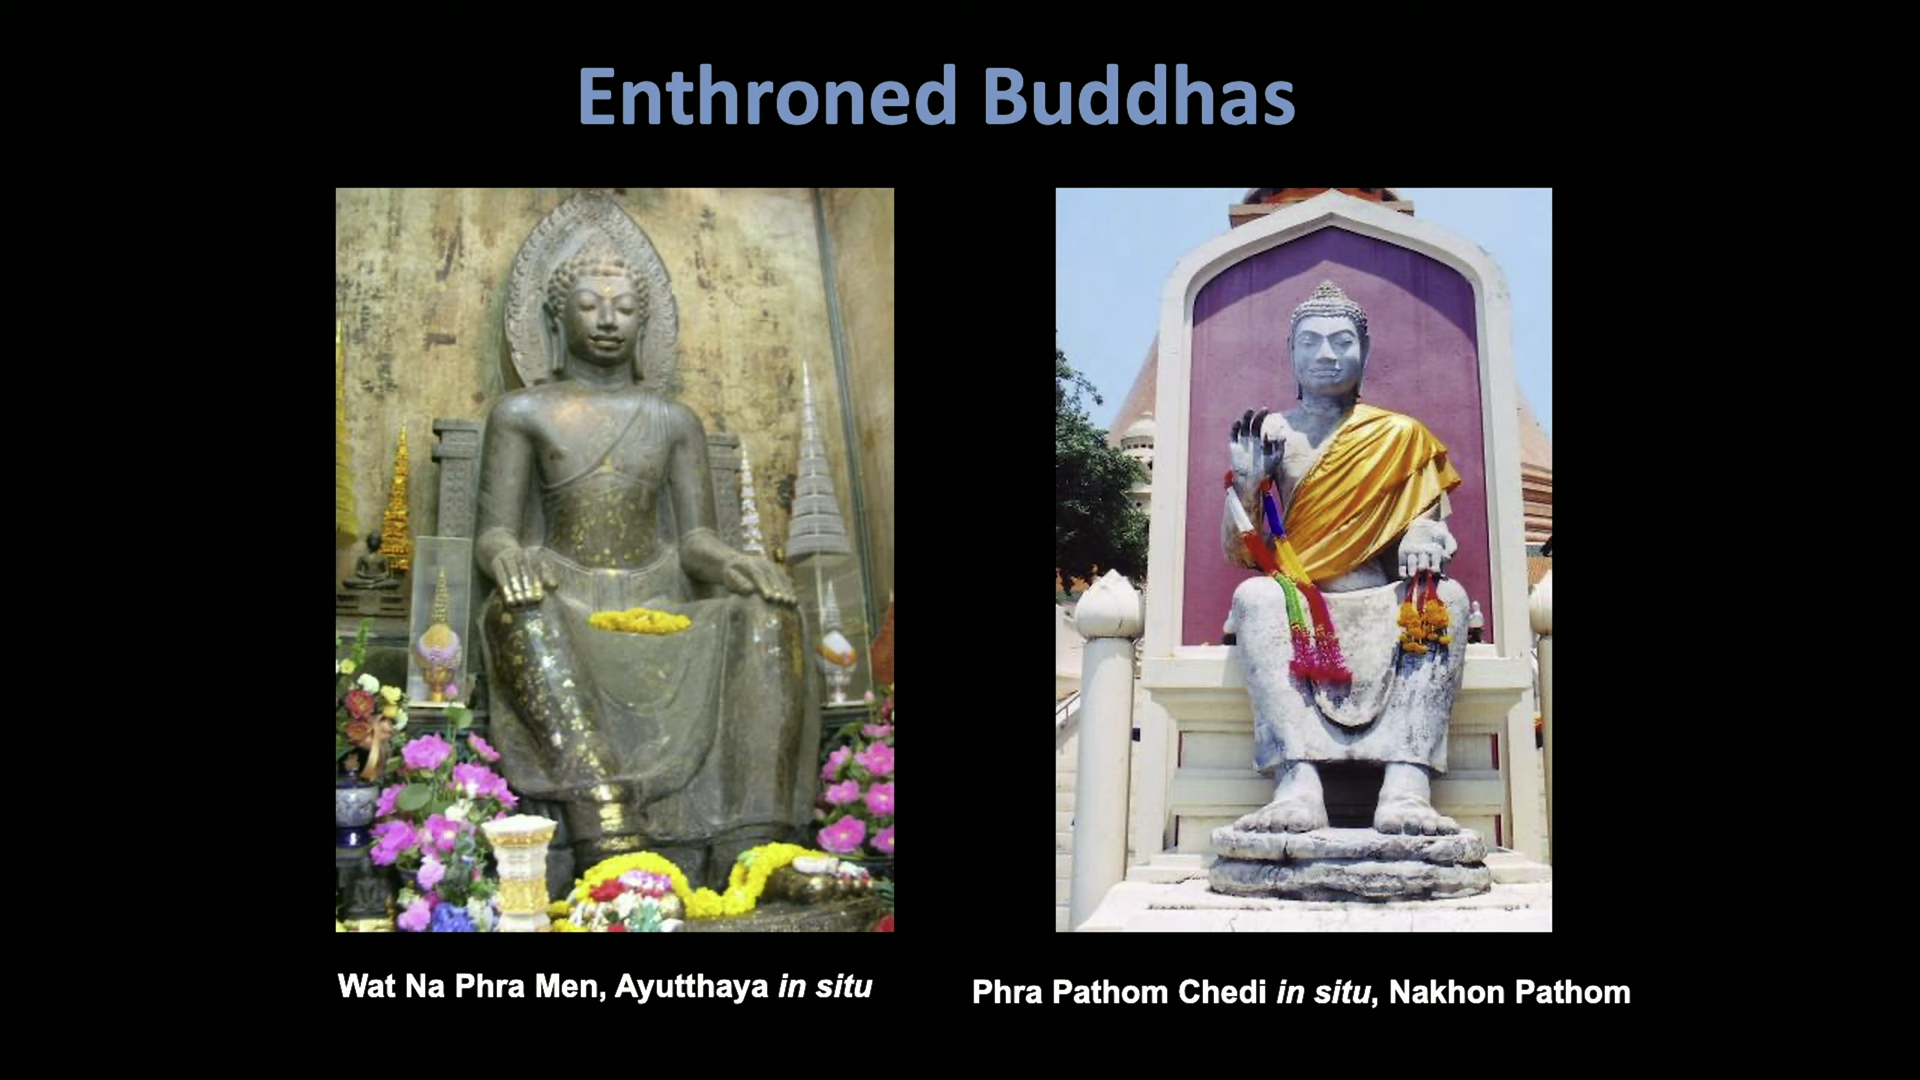 Enthroned Buddhas
Wat Na Phra Men, Ayutthaya in situ
Phra Pathom Chedi in situ, Nakhon Pathom